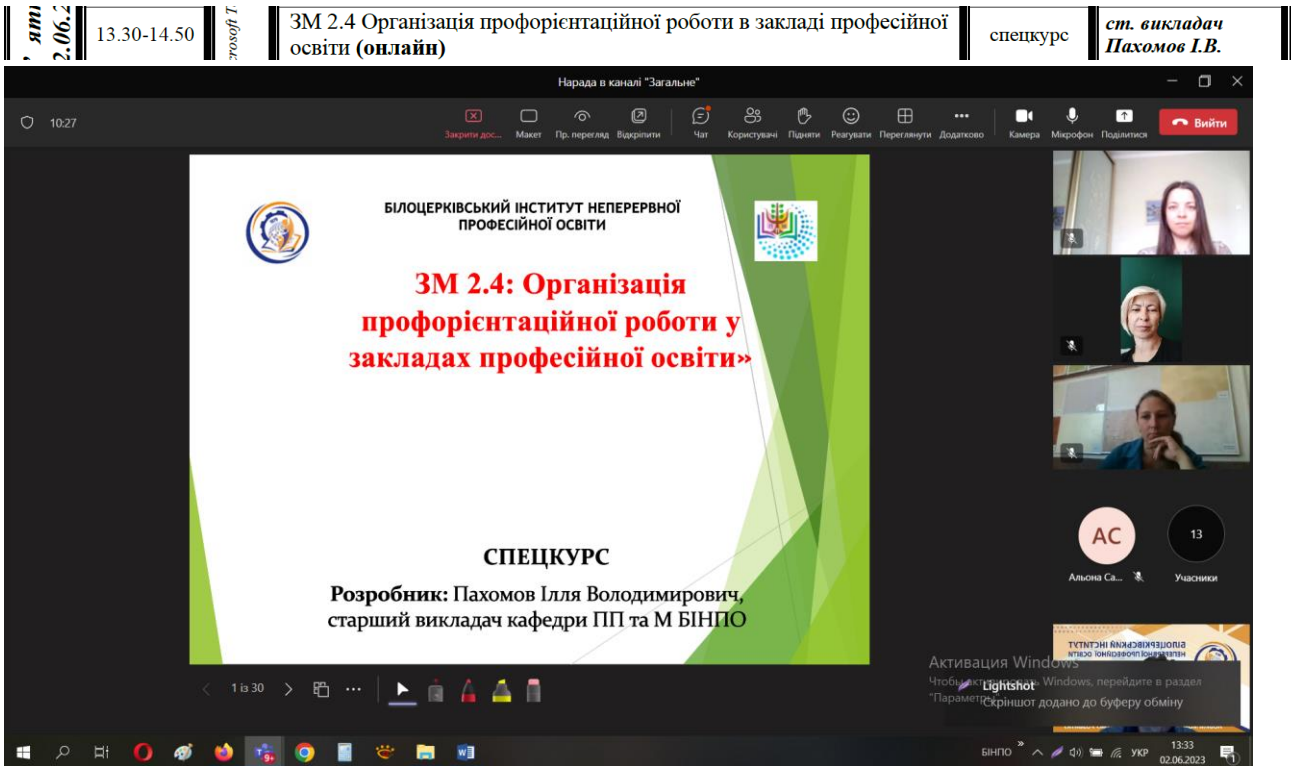 13.30-14.50
ЗМ 2.4 Організація профорієнтаційної роботи в закладі професійної
освіти (онлайн)
спецкурс
ст. викладач
Пахомов І.В.
Нарада в каналі "Загальне"
10:27
Закрити дос...
Макет
Пр. перегляд
Відкріпити
Чат
Користувачі
Підняти
Реагувати
Переглянути
Додатково
Камера
Мікрофон
Поділитися
Вийти
БІЛОЦЕРКІВСЬКИЙ ІНСТИТУТ НЕПЕРЕРВНОЇ
ПРОФЕСІЙНОЇ ОСВІТИ
ЗМ 2.4: Організація
профорієнтаційної роботи у
закладах професійної освіти»
СПЕЦКУРС
Розробник: Пахомов Ілля Володимирович,
старший викладач кафедри ПП та М БІНПО
АС
13
Альона Са...
Учасники
Активация Windows
Windows, перейдите в раздел
Lightshot
Скріншот додано до буферу обміну
1 із 30
БІНПО
УКР
13:33
02.06.2023